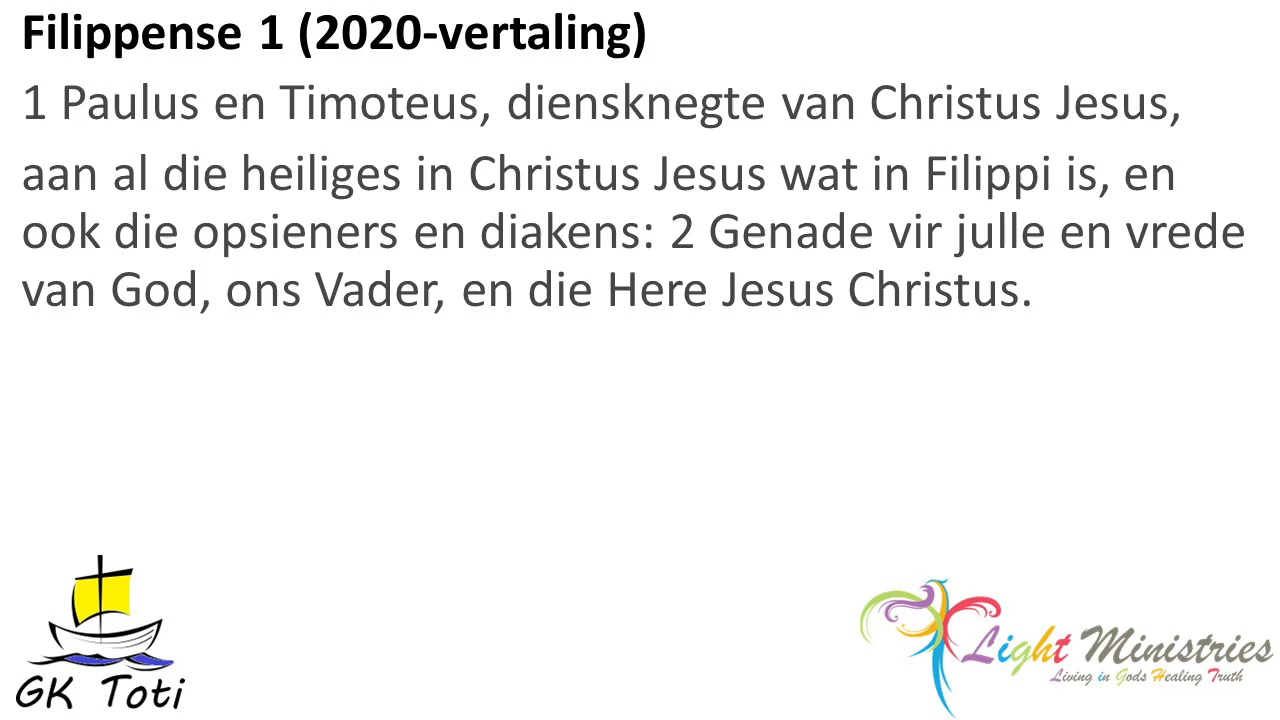 Filippense 1 (2020-vertaling)
1 Paulus en Timoteus, diensknegte van Christus Jesus,
aan al die heiliges in Christus Jesus wat in Filippi is, en
ook die opsieners en diakens: 2 Genade vir julle en vrede
van God, ons Vader, en die Here Jesus Christus.
GK Toti
Light Ministries
Living in Gods Healing Truth